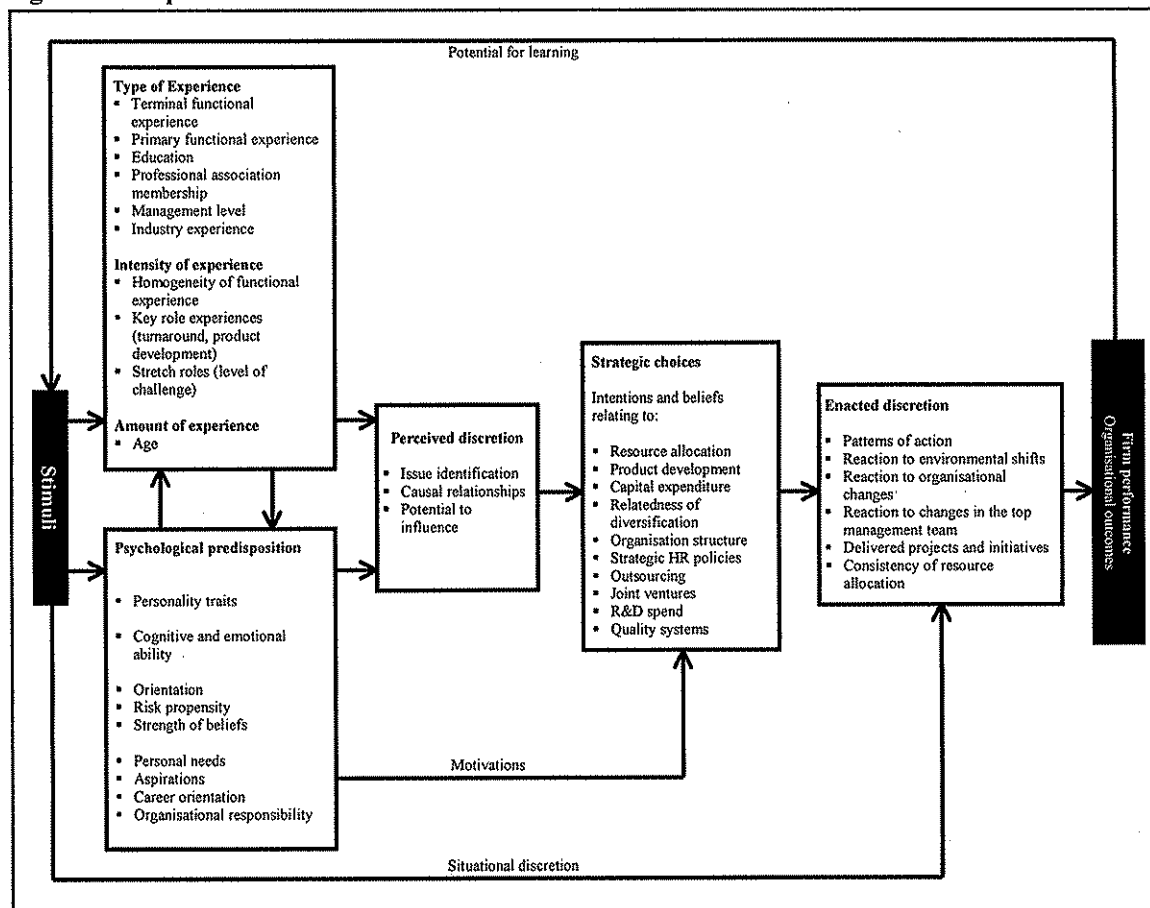 Potential for learning
Type of Experience
▪ Terminal functional
experience
▪ Primary functional experience
▪ Education
▪ Professional association
membership
▪ Management level
▪ Industry experience
Intensity of experience
▪ Homogeneity of functional
experience
▪ Key role experiences
(turnaround, product
development)
▪ Stretch roles (level of
challenge)
Amount of experience
▪ Age
Stimuli
Psychological predisposition
▪ Personality traits
▪ Cognitive and emotional
ability
▪ Orientation
▪ Risk propensity
▪ Strength of beliefs
▪ Personal needs
▪ Aspirations
▪ Career orientation
▪ Organisational responsibility
Perceived discretion
▪ Issue identification
▪ Causal relationships
▪ Potential to
influence
Strategic choices
Intentions and beliefs
relating to:
▪ Resource allocation
▪ Product development
▪ Capital expenditure
▪ Relatedness of
diversification
▪ Organisation structure
▪ Strategic HR policies
▪ Outsourcing
▪ Joint ventures
▪ R&D spend
▪ Quality systems
Enacted discretion
▪ Patterns of action
▪ Reaction to environmental shifts
▪ Reaction to organisational
changes
▪ Reaction to changes in the top
management team
▪ Delivered projects and initiatives
▪ Consistency of resource
allocation
Firm performance
Organisational outcomes
Motivations
Situational discretion